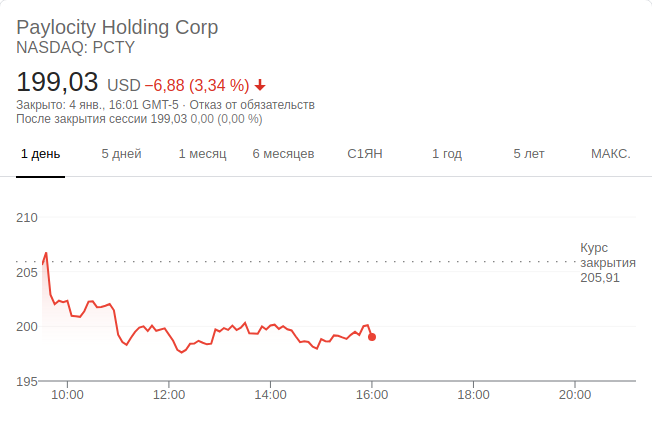 Paylocity Holding Corp
NASDAQ: PCTY
199,03 USD −6,88 (3,34 %)
Закрыто: 4 янв., 16:01 GMT-5 · Отказ от обязательств
После закрытия сессии 199,03 0,00 (0,00 %)
1 день 5 дней 1 месяц 6 месяцев С1ЯН 1 год 5 лет МАКС.
210
Курс
закрытия
205,91
205
200
195
10:00 12:00 14:00 16:00 18:00 20:00